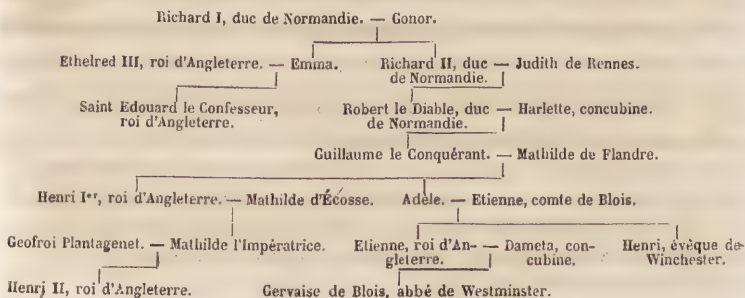 Richard I, duc de Normandie. — Gonor.
Ethelred III, roi d'Angleterre. — Emma. Richard II, duc de Normandie. — Judith de Rennes.
Saint Edouard le Confesseur, roi d'Angleterre. Robert le Diable, duc de Normandie. — Harlette, concubine.
Guillaume le Conquérant. — Mathilde de Flandre.
Henri Ier, roi d'Angleterre. — Mathilde d'Écosse. Adèle. — Etienne, comte de Blois.
Geofroi Plantagenet. — Mathilde l'Impératrice. Etienne, roi d'An-gleterre. — Dameta, con-cubine. Henri, évèque de Winchester.
Henri II, roi d'Angleterre. Gervaise de Blois, abbé de Westminster.